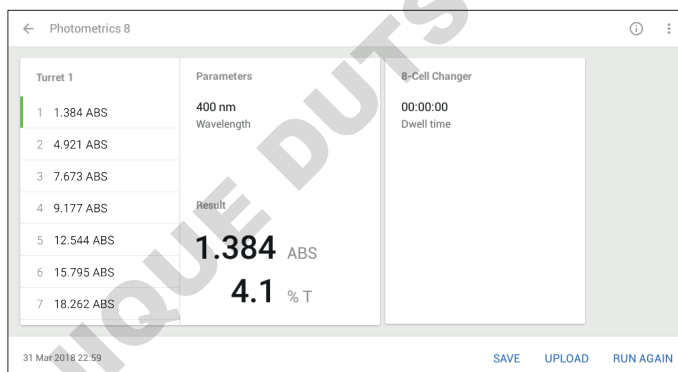 Photometrics 8
Turret 1
1 1.384 ABS
2 4.921 ABS
3 7.673 ABS
4 9.177 ABS
5 12.544 ABS
6 15.795 ABS
7 18.262 ABS
Parameters
400 nm
Wavelength
Result
1.384 ABS
4.1 % T
8-Cell Changer
00:00:00
Dwell time
31 Mar 2018 22:59
SAVE UPLOAD RUN AGAIN
IQUE DUTS